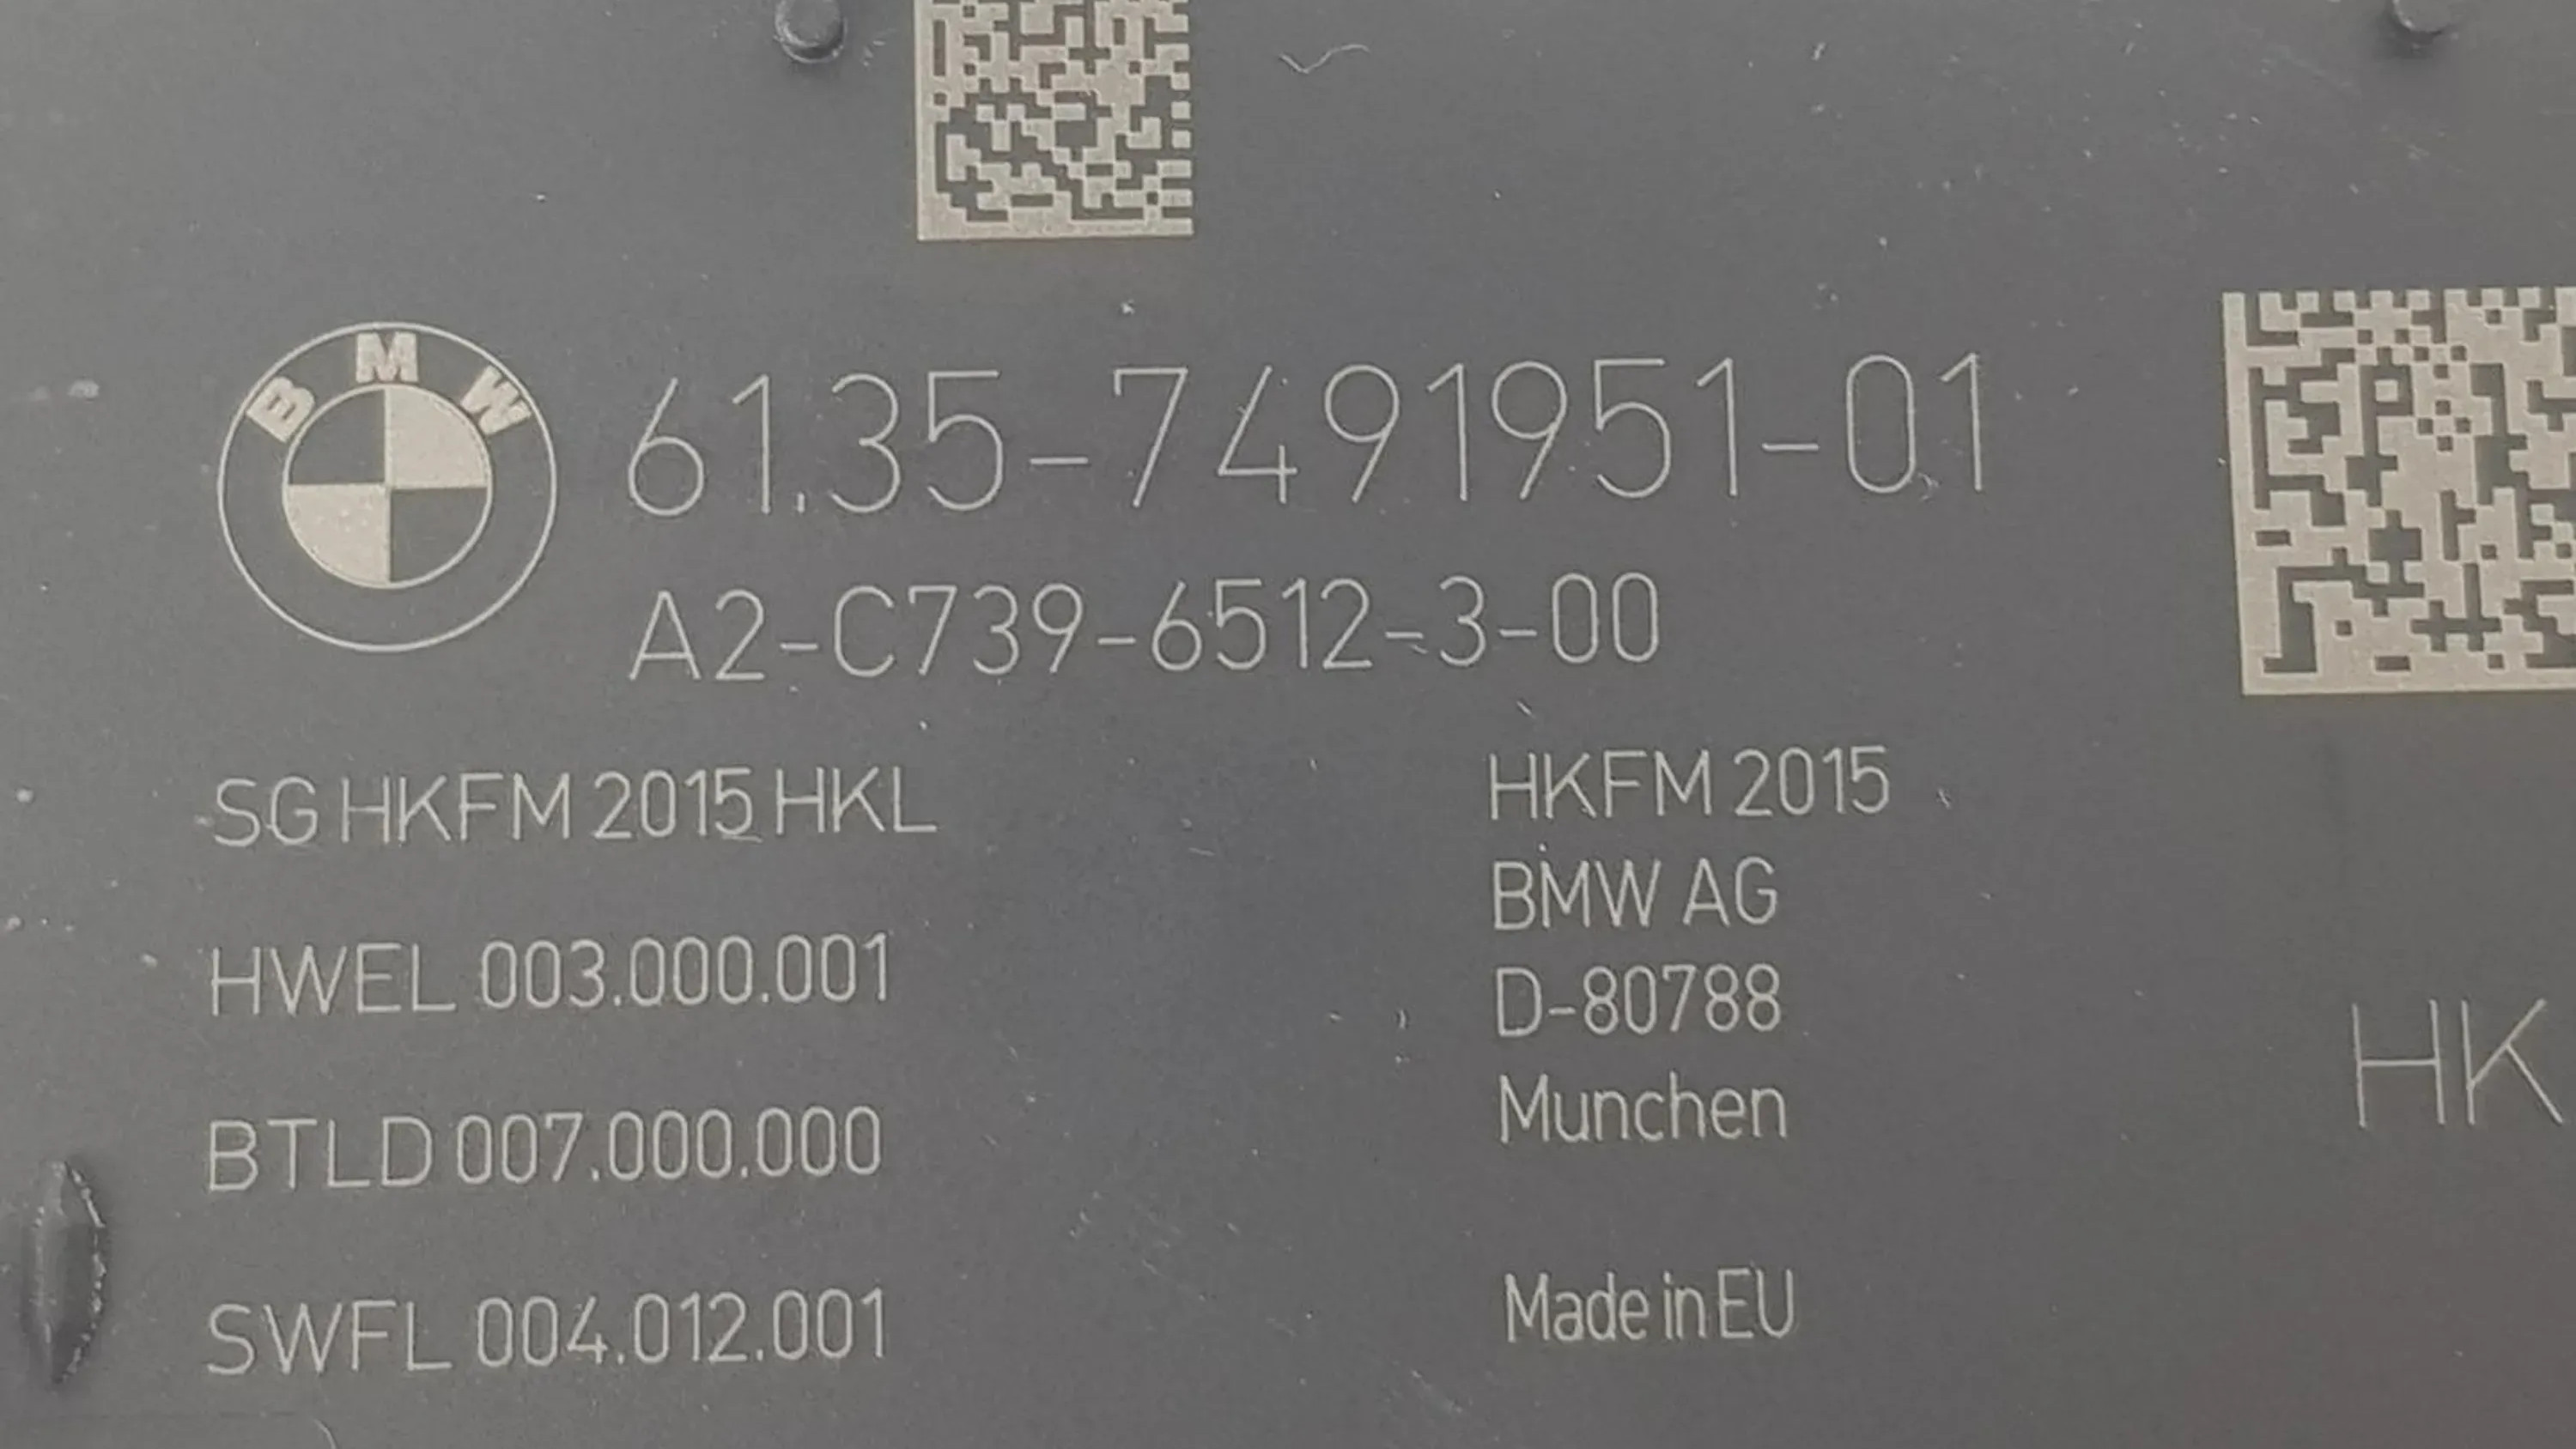 BMW
61.35-7491951-01
A2-C739-6512-3-00
SG HKFM 2015 HKL
HWEL 003.000.001
BTLD 007.000.000
SWFL 004.012.001
HKFM 2015
BMW AG
D-80788
Munchen
Made in EU
HK